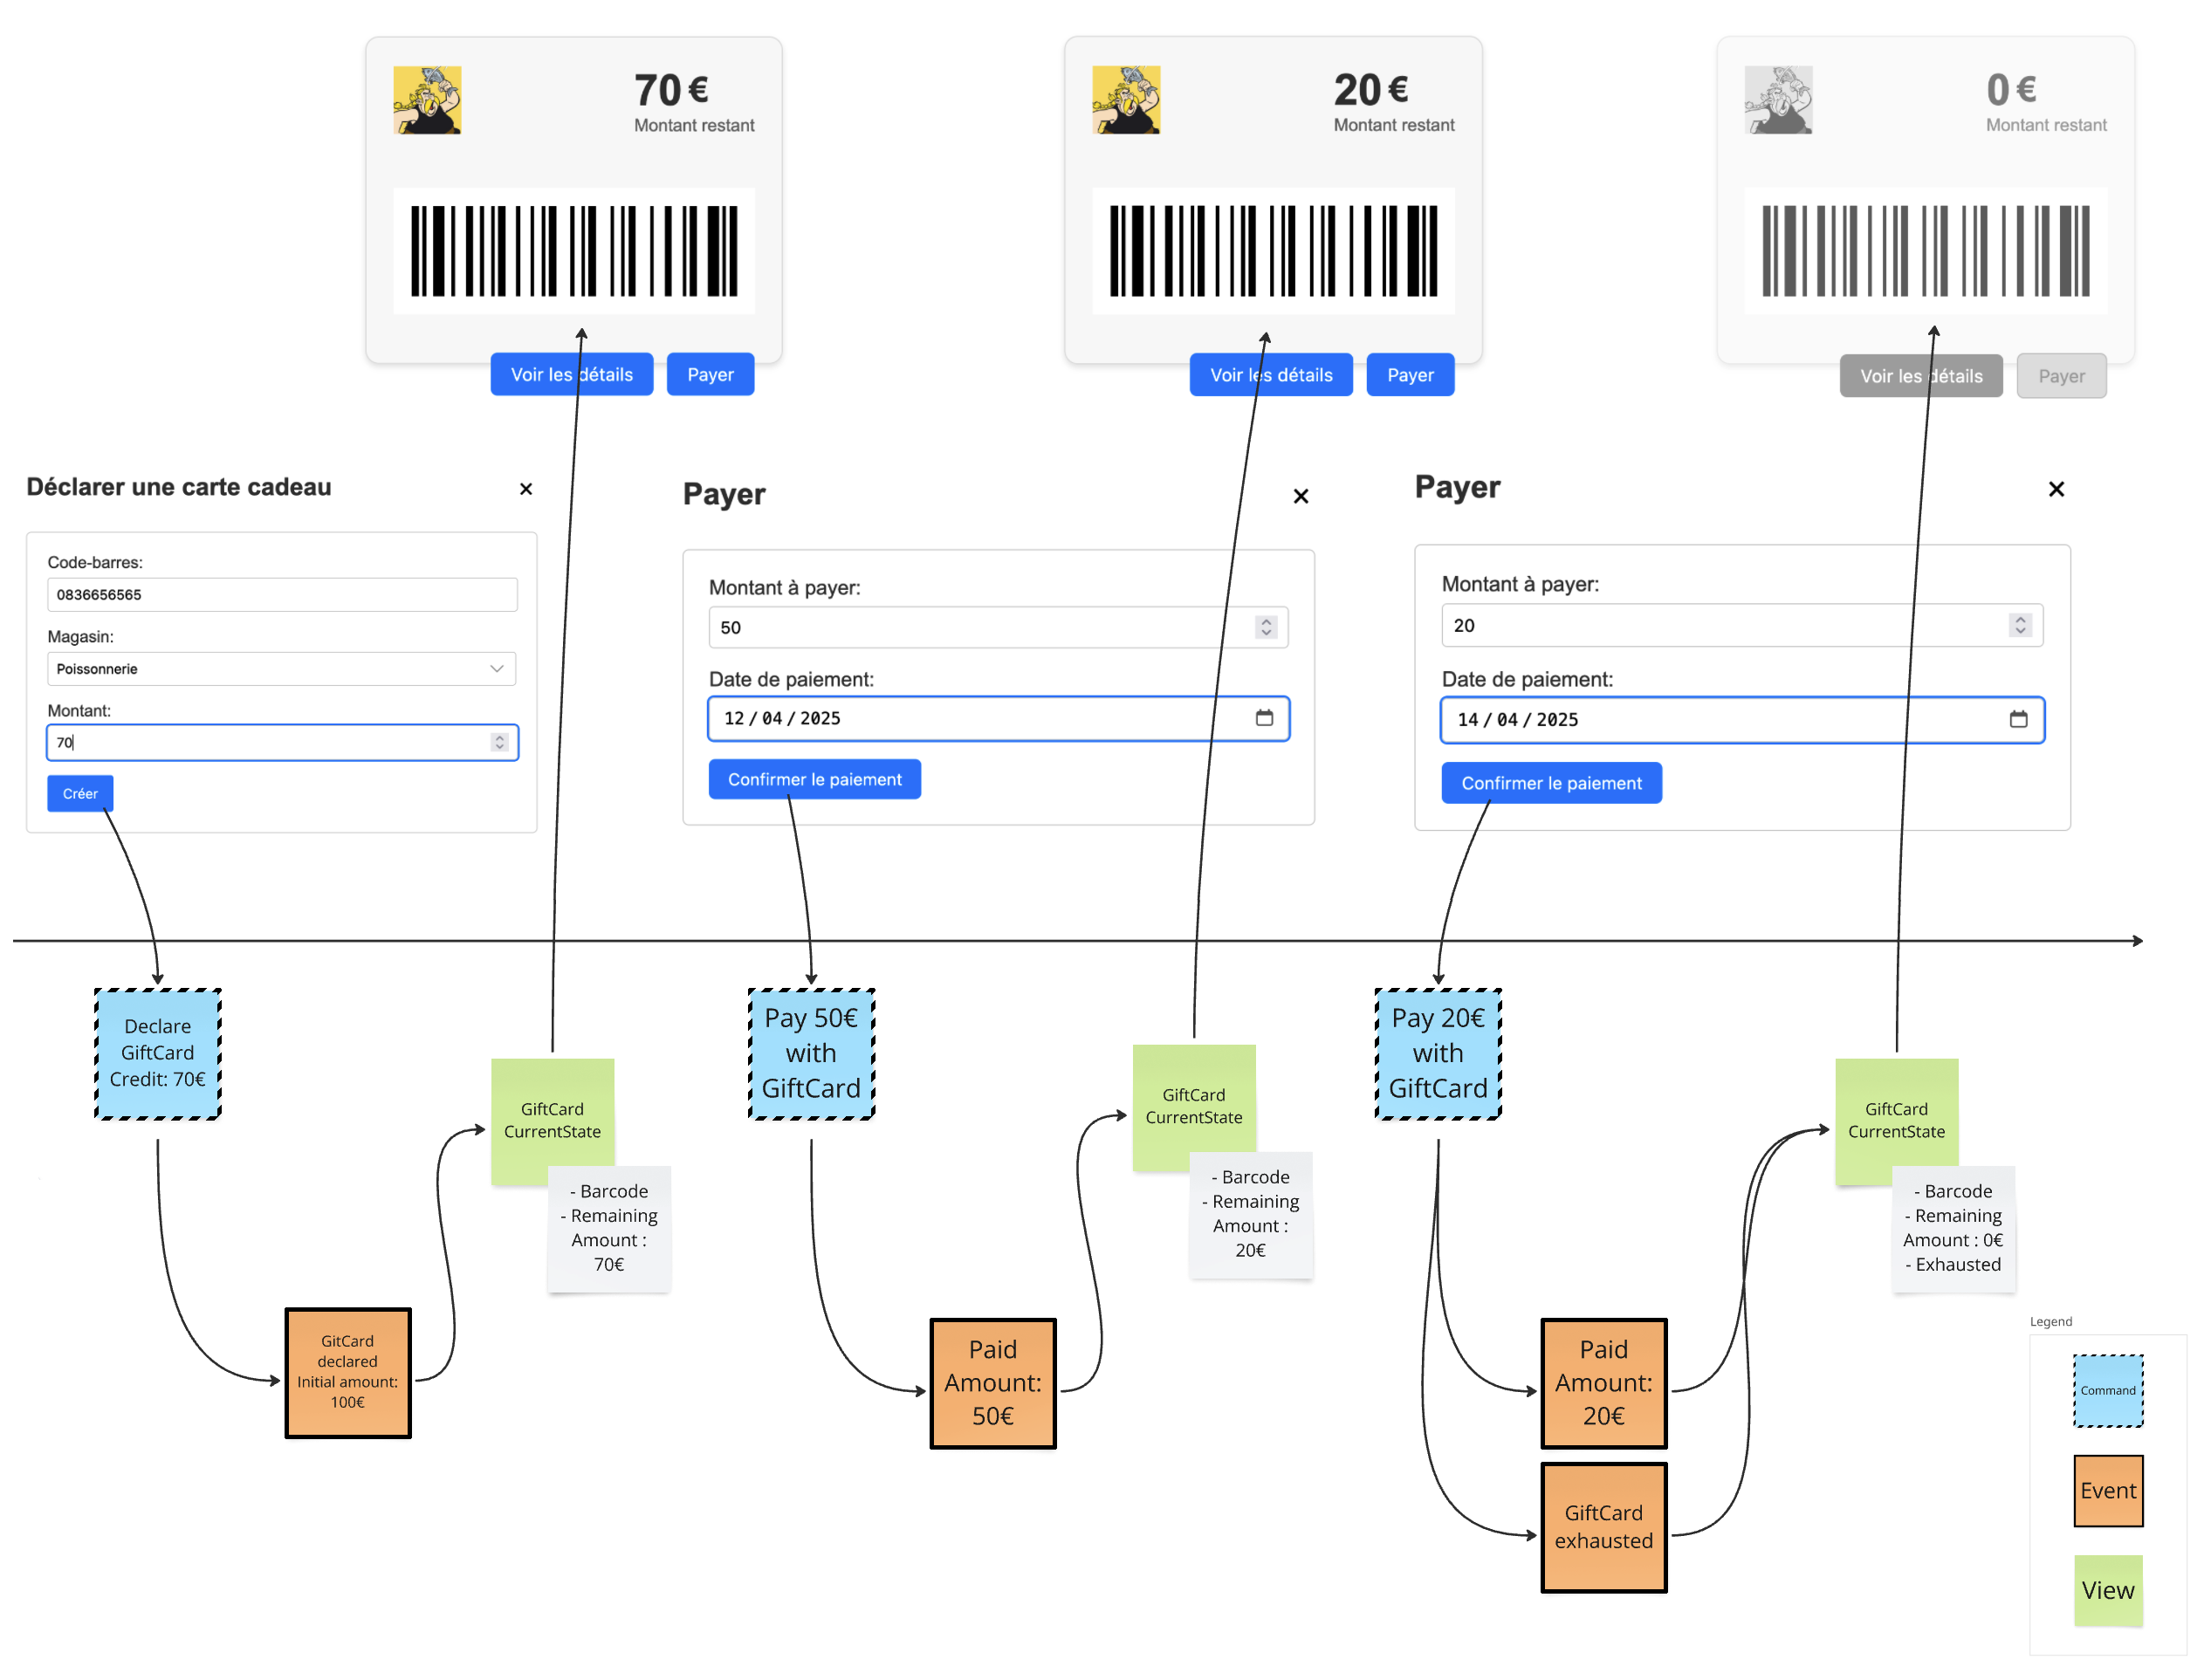 70 €
Montant restant
Voir les détails
Payer
20 €
Montant restant
Voir les détails
Payer
0 €
Montant restant
Voir les détails
Payer
Déclarer une carte cadeau
×
Code-barres:
0836656565
Magasin:
Poissonnerie
Montant:
70
Créer
Payer
×
Montant à payer:
50
Date de paiement:
12 / 04 / 2025
Confirmer le paiement
Payer
×
Montant à payer:
20
Date de paiement:
14 / 04 / 2025
Confirmer le paiement
Declare
GiftCard
Credit: 70€
GiftCard
CurrentState
- Barcode
- Remaining
Amount :
70€
GitCard
declared
Initial amount:
100€
Pay 50€
with
GiftCard
GiftCard
CurrentState
- Barcode
- Remaining
Amount :
20€
Paid
Amount:
50€
Pay 20€
with
GiftCard
GiftCard
CurrentState
- Barcode
- Remaining
Amount : 0€
- Exhausted
Paid
Amount:
20€
GiftCard
exhausted
Legend
Command
Event
View